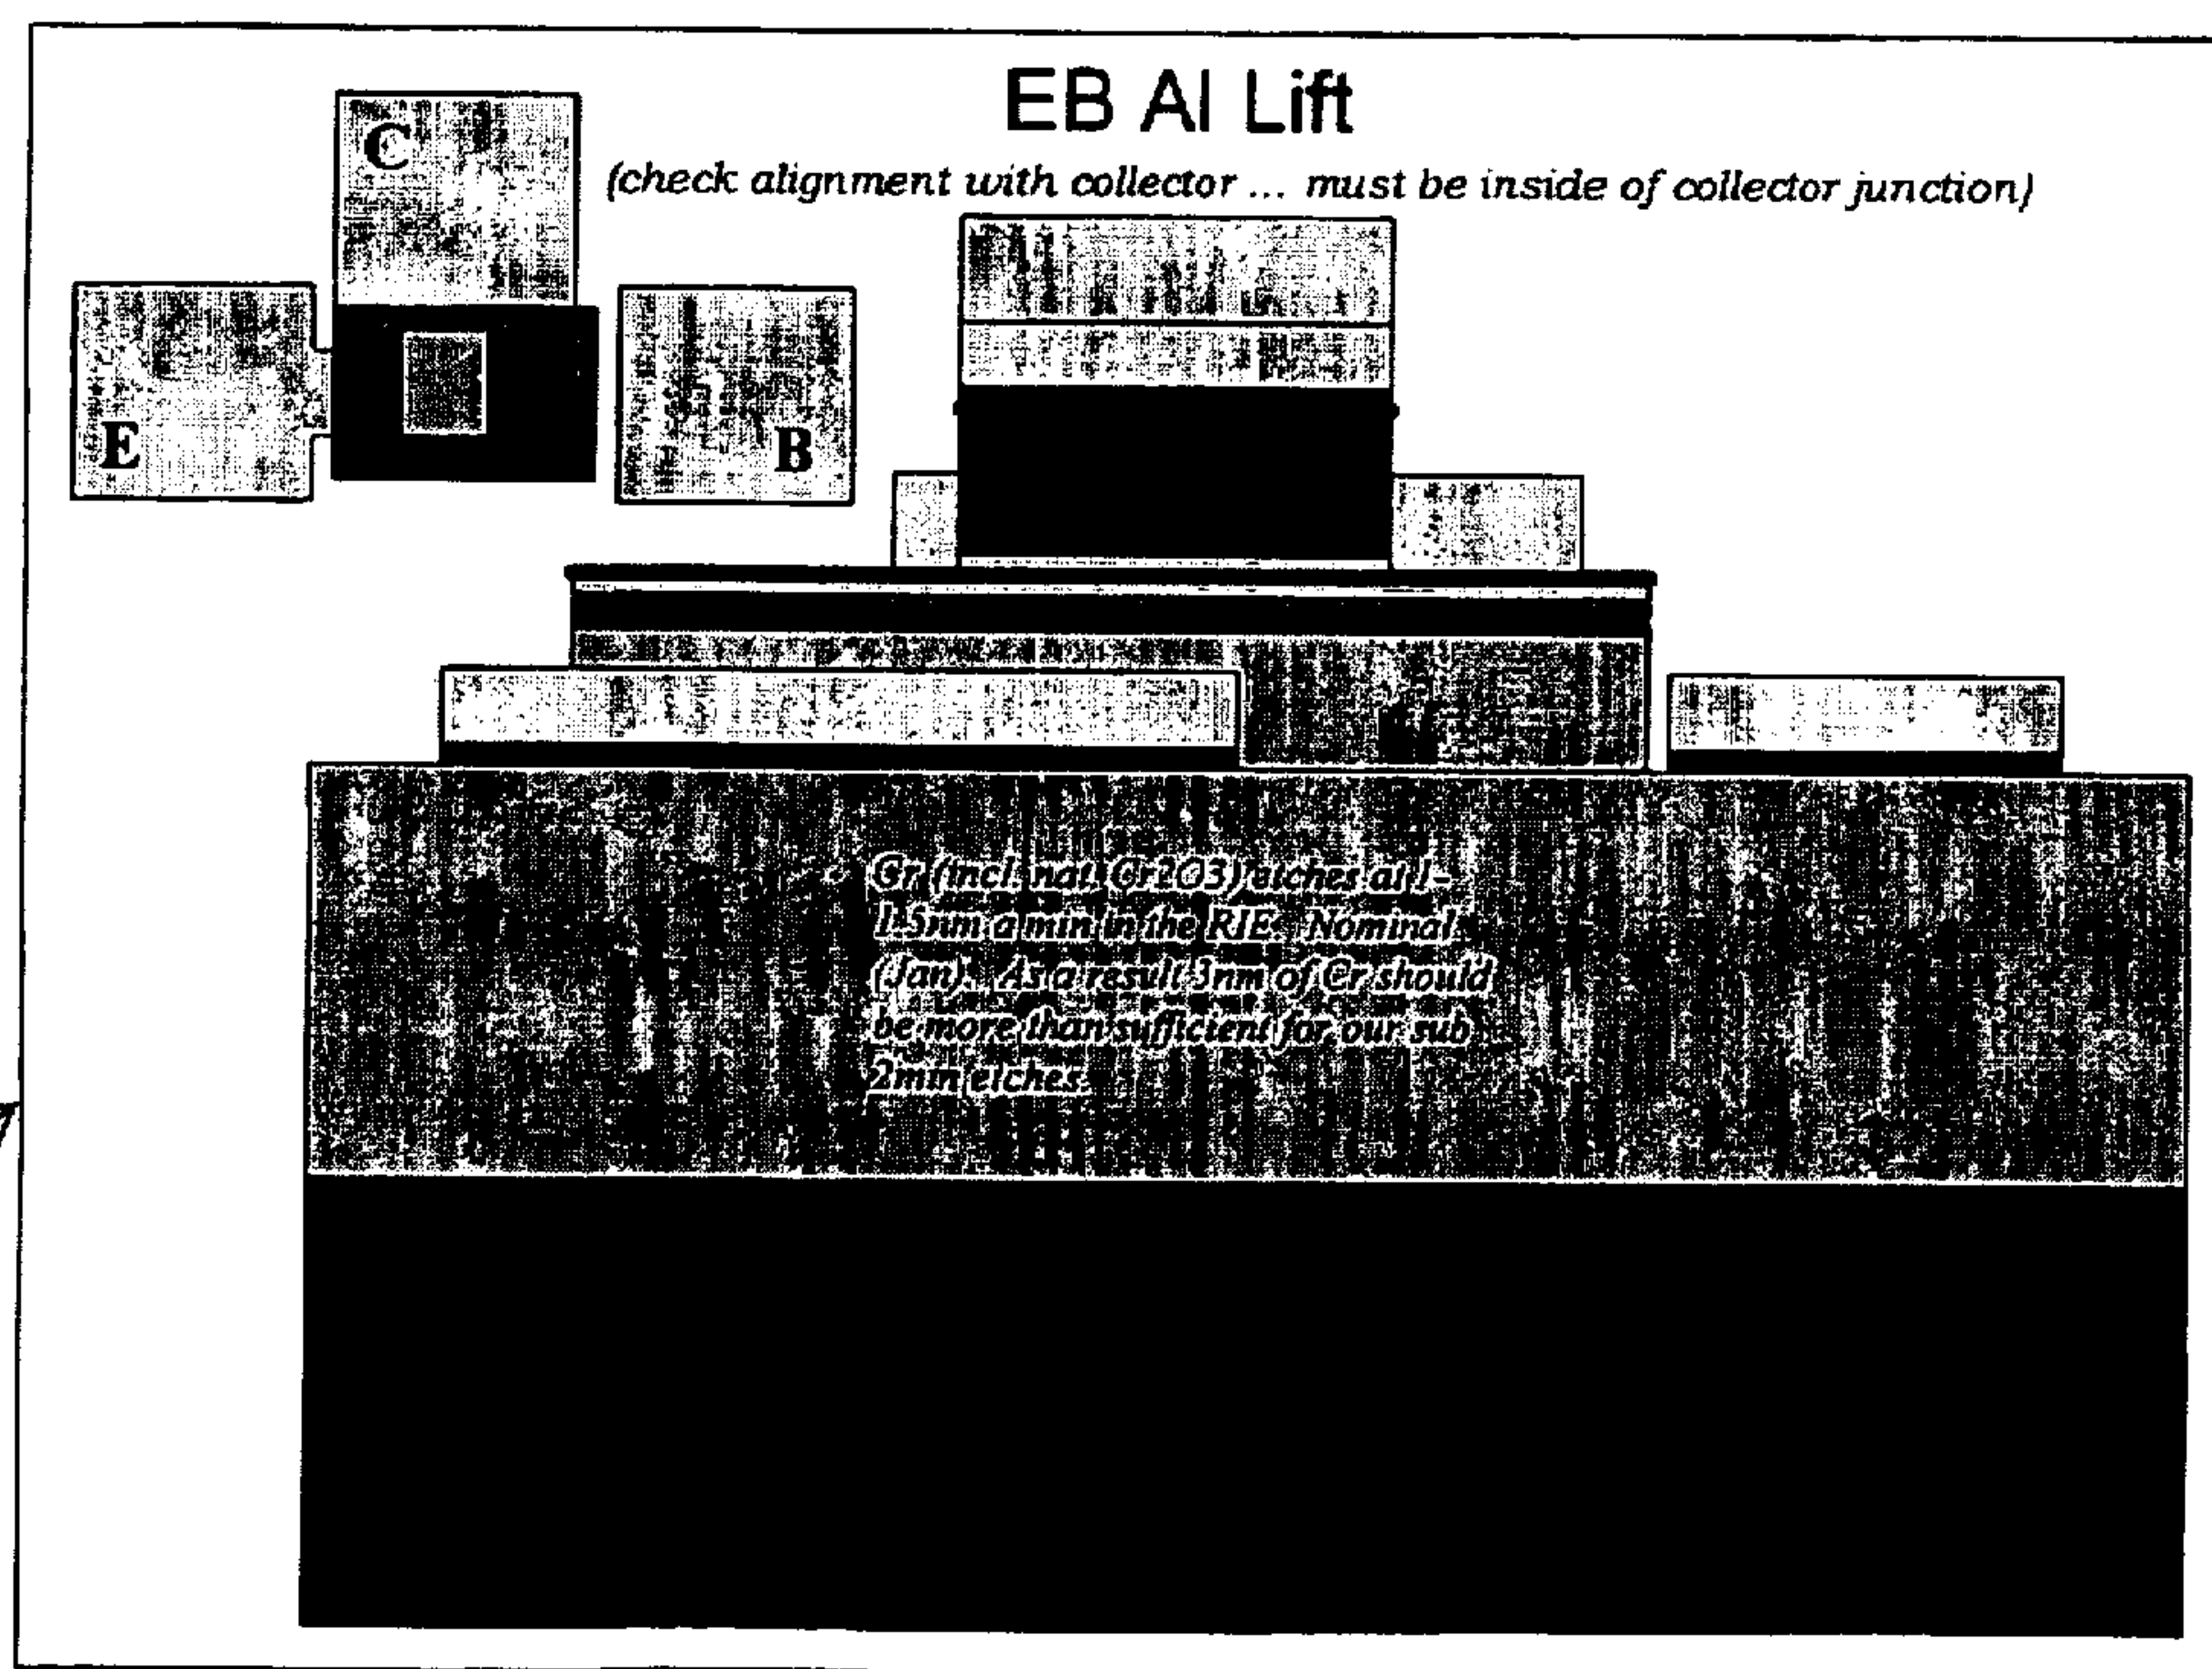 EB Al Lift
(check alignment with collector ... must be inside of collector junction)
C
E
B
Cr (incl. nat. Cr2O3) etches at 1-
1.5nm a min in the RIE. Nominal
(Jan). As a result 3nm of Cr should
be more than sufficient for our sub
2min etches.